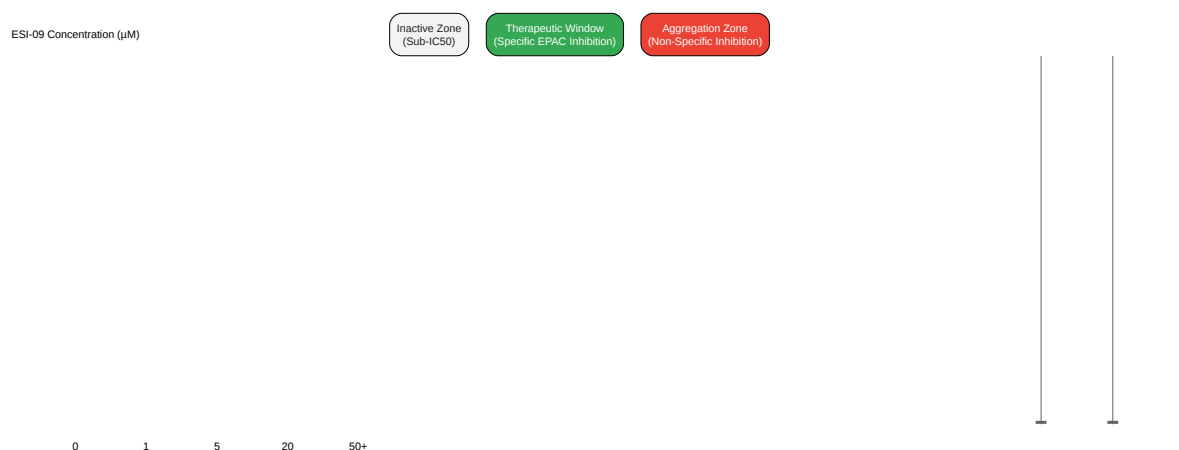 ESI-09 Concentration (µM)
Inactive Zone
(Sub-IC50)
Therapeutic Window
(Specific EPAC Inhibition)
Aggregation Zone
(Non-Specific Inhibition)
0 1 5 20 50+